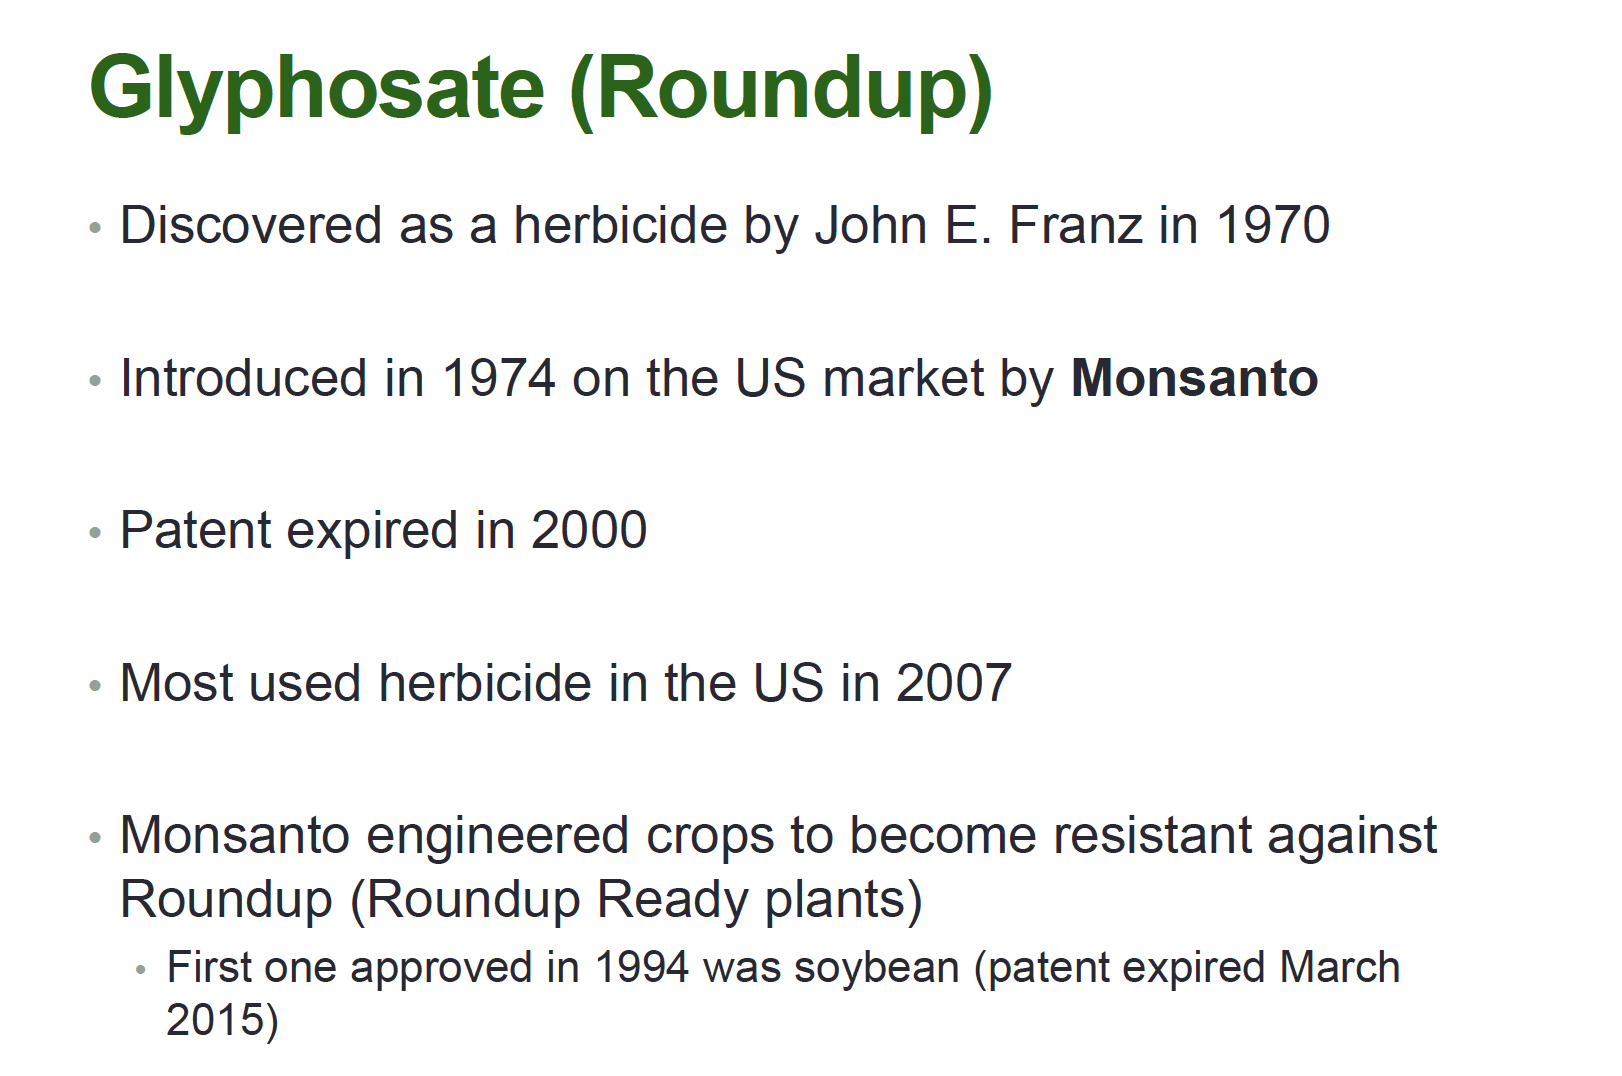 Glyphosate (Roundup)
• Discovered as a herbicide by John E. Franz in 1970
• Introduced in 1974 on the US market by Monsanto
• Patent expired in 2000
• Most used herbicide in the US in 2007
• Monsanto engineered crops to become resistant against
Roundup (Roundup Ready plants)
• First one approved in 1994 was soybean (patent expired March
2015)